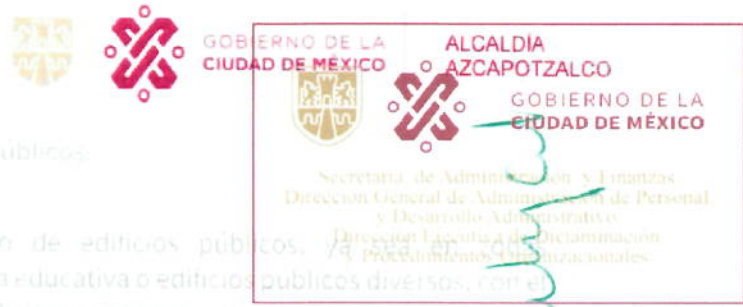 GOBIERNO DE LA
CIUDAD DE MÉXICO
ALCALDÍA
AZCAPOTZALCO
GOBIERNO DE LA
CIUDAD DE MÉXICO
úblicos.
Secretaría de Administración y Finanzas
Dirección General de Administración de Personal
y Desarrollo Administrativo
Dirección Ejecutiva de Dictaminación
y Procedimientos Organizacionales
o de edificios públicos, ya sea en
a educativa o edificios públicos diversos, con el